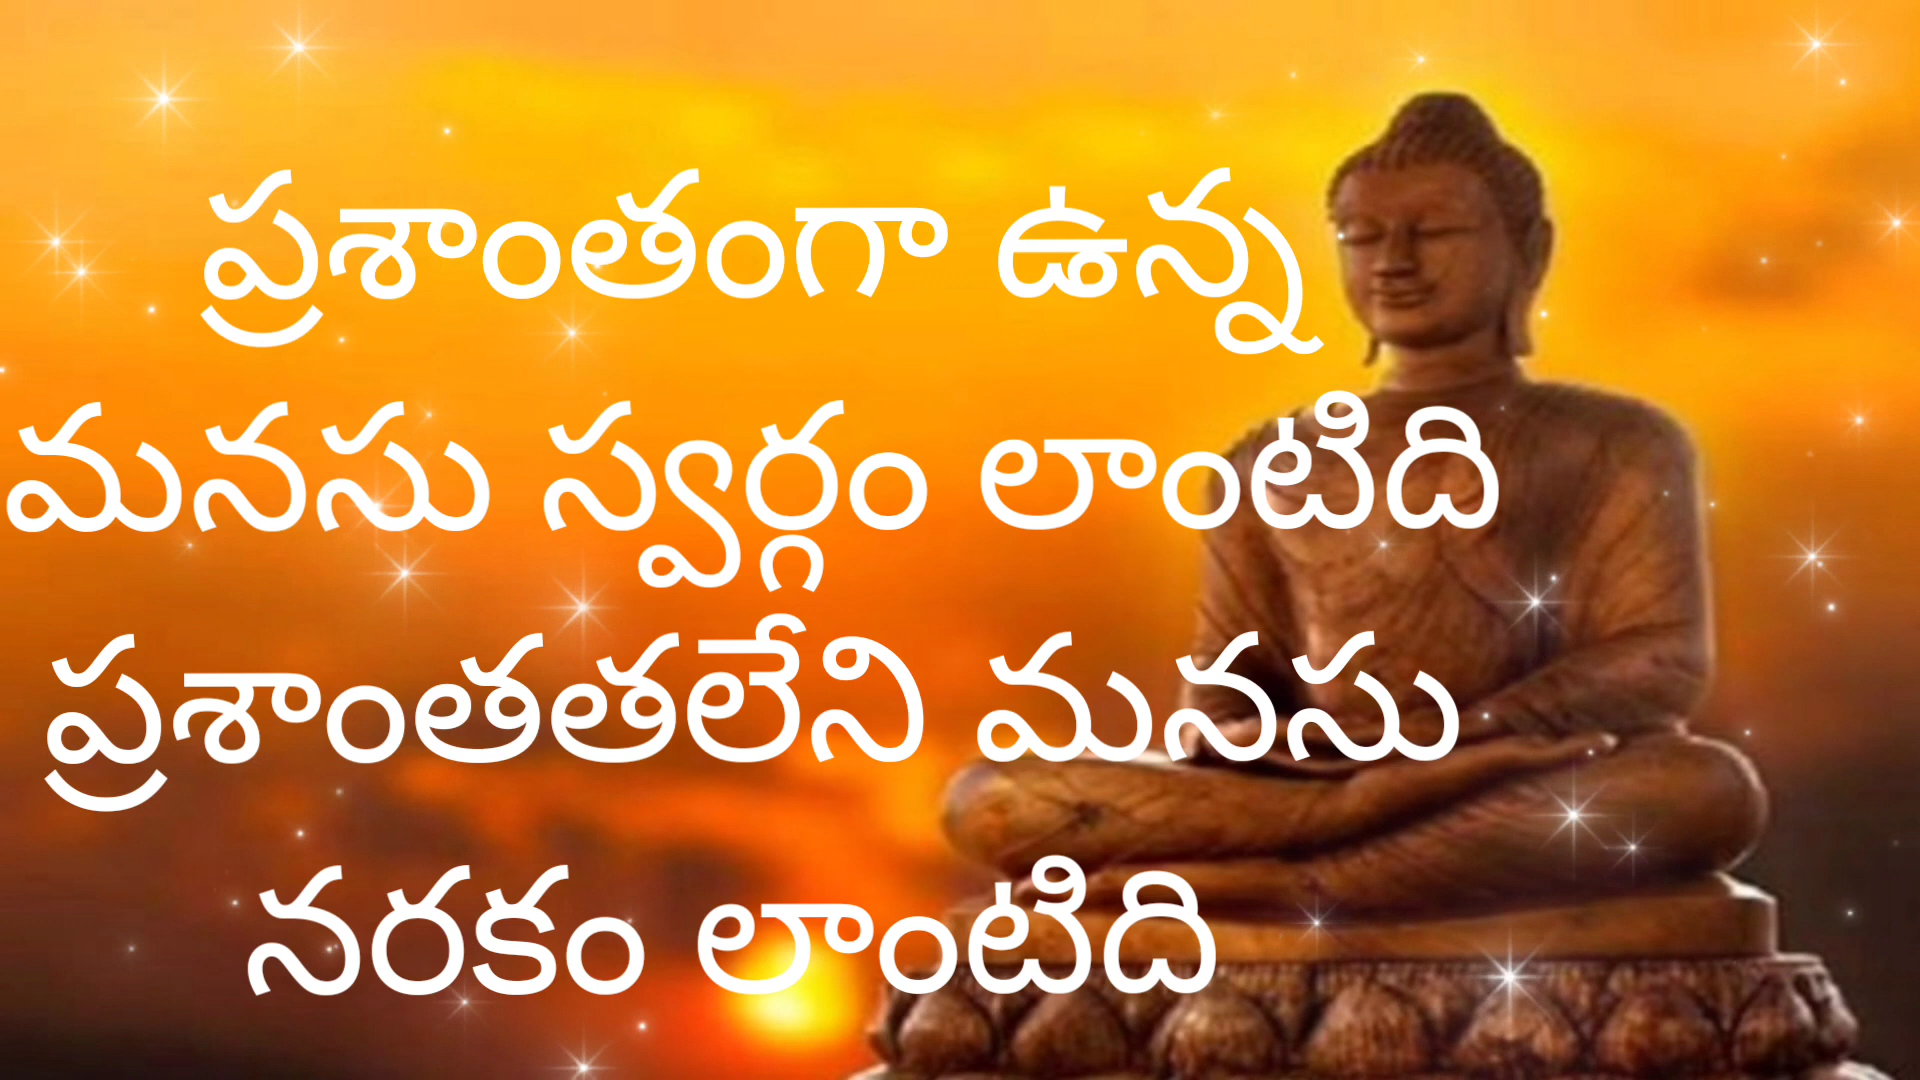 ప్రశాంతంగా ఉన్న
మనసు స్వర్గం లాంటిది
ప్రశాంతతలేని మనసు
నరకం లాంటిది